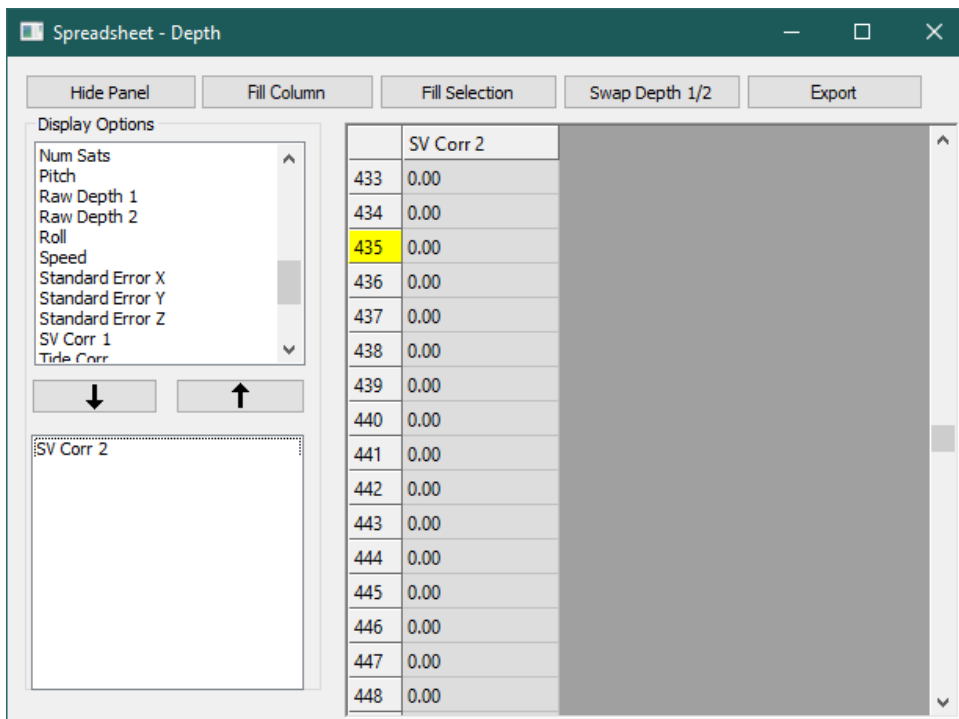 Spreadsheet - Depth
Hide Panel Fill Column Fill Selection Swap Depth 1/2 Export
Display Options
Num Sats
Pitch
Raw Depth 1
Raw Depth 2
Roll
Speed
Standard Error X
Standard Error Y
Standard Error Z
SV Corr 1
Tide Corr
SV Corr 2
SV Corr 2
433 0.00
434 0.00
435 0.00
436 0.00
437 0.00
438 0.00
439 0.00
440 0.00
441 0.00
442 0.00
443 0.00
444 0.00
445 0.00
446 0.00
447 0.00
448 0.00